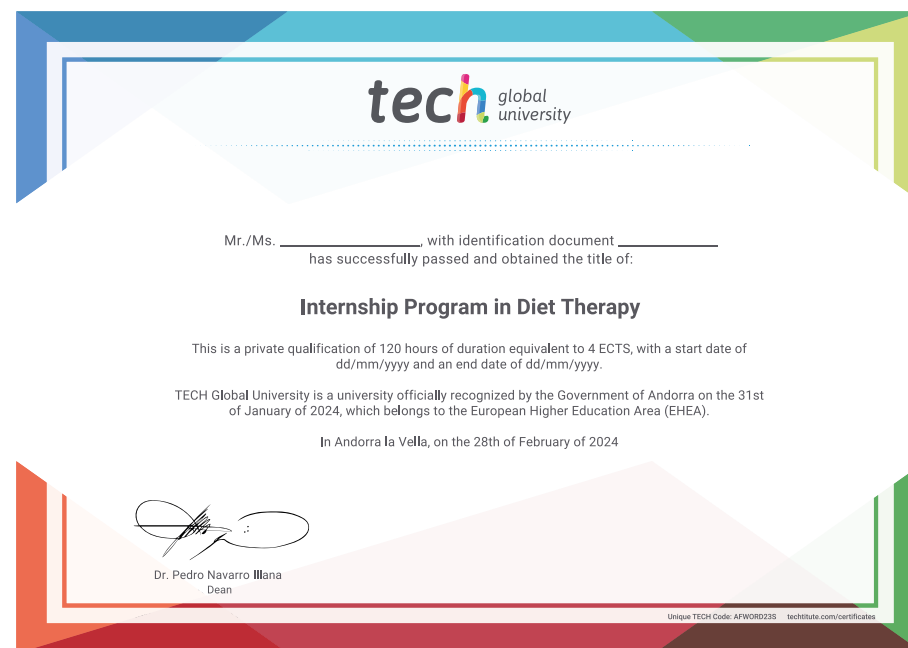 tech global university
Mr./Ms. ____________________, with identification document ______________
has successfully passed and obtained the title of:
Internship Program in Diet Therapy
This is a private qualification of 120 hours of duration equivalent to 4 ECTS, with a start date of
dd/mm/yyyy and an end date of dd/mm/yyyy.
TECH Global University is a university officially recognized by the Government of Andorra on the 31st
of January of 2024, which belongs to the European Higher Education Area (EHEA).
In Andorra la Vella, on the 28th of February of 2024
Dr. Pedro Navarro Illana
Dean
Unique TECH Code: AFWORD23S techtitute.com/certificates